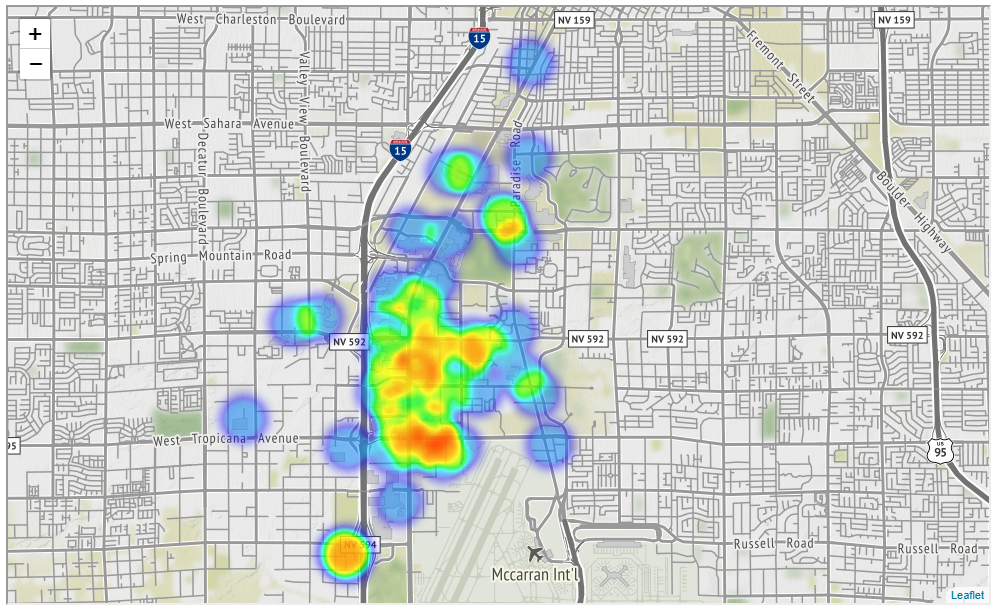 West Charleston Boulevard
NV 159
NV 159
+
−
15
Fremont Street
Valley View Boulevard
West Sahara Avenue
Paradise Road
15
Decatur Boulevard
Boulder Highway
Spring Mountain Road
NV 592
NV 592
NV 592
NV 592
West Tropicana Avenue
95
US
95
NV 594
Russell Road
Russell Road
Mccarran Int'l
Leaflet